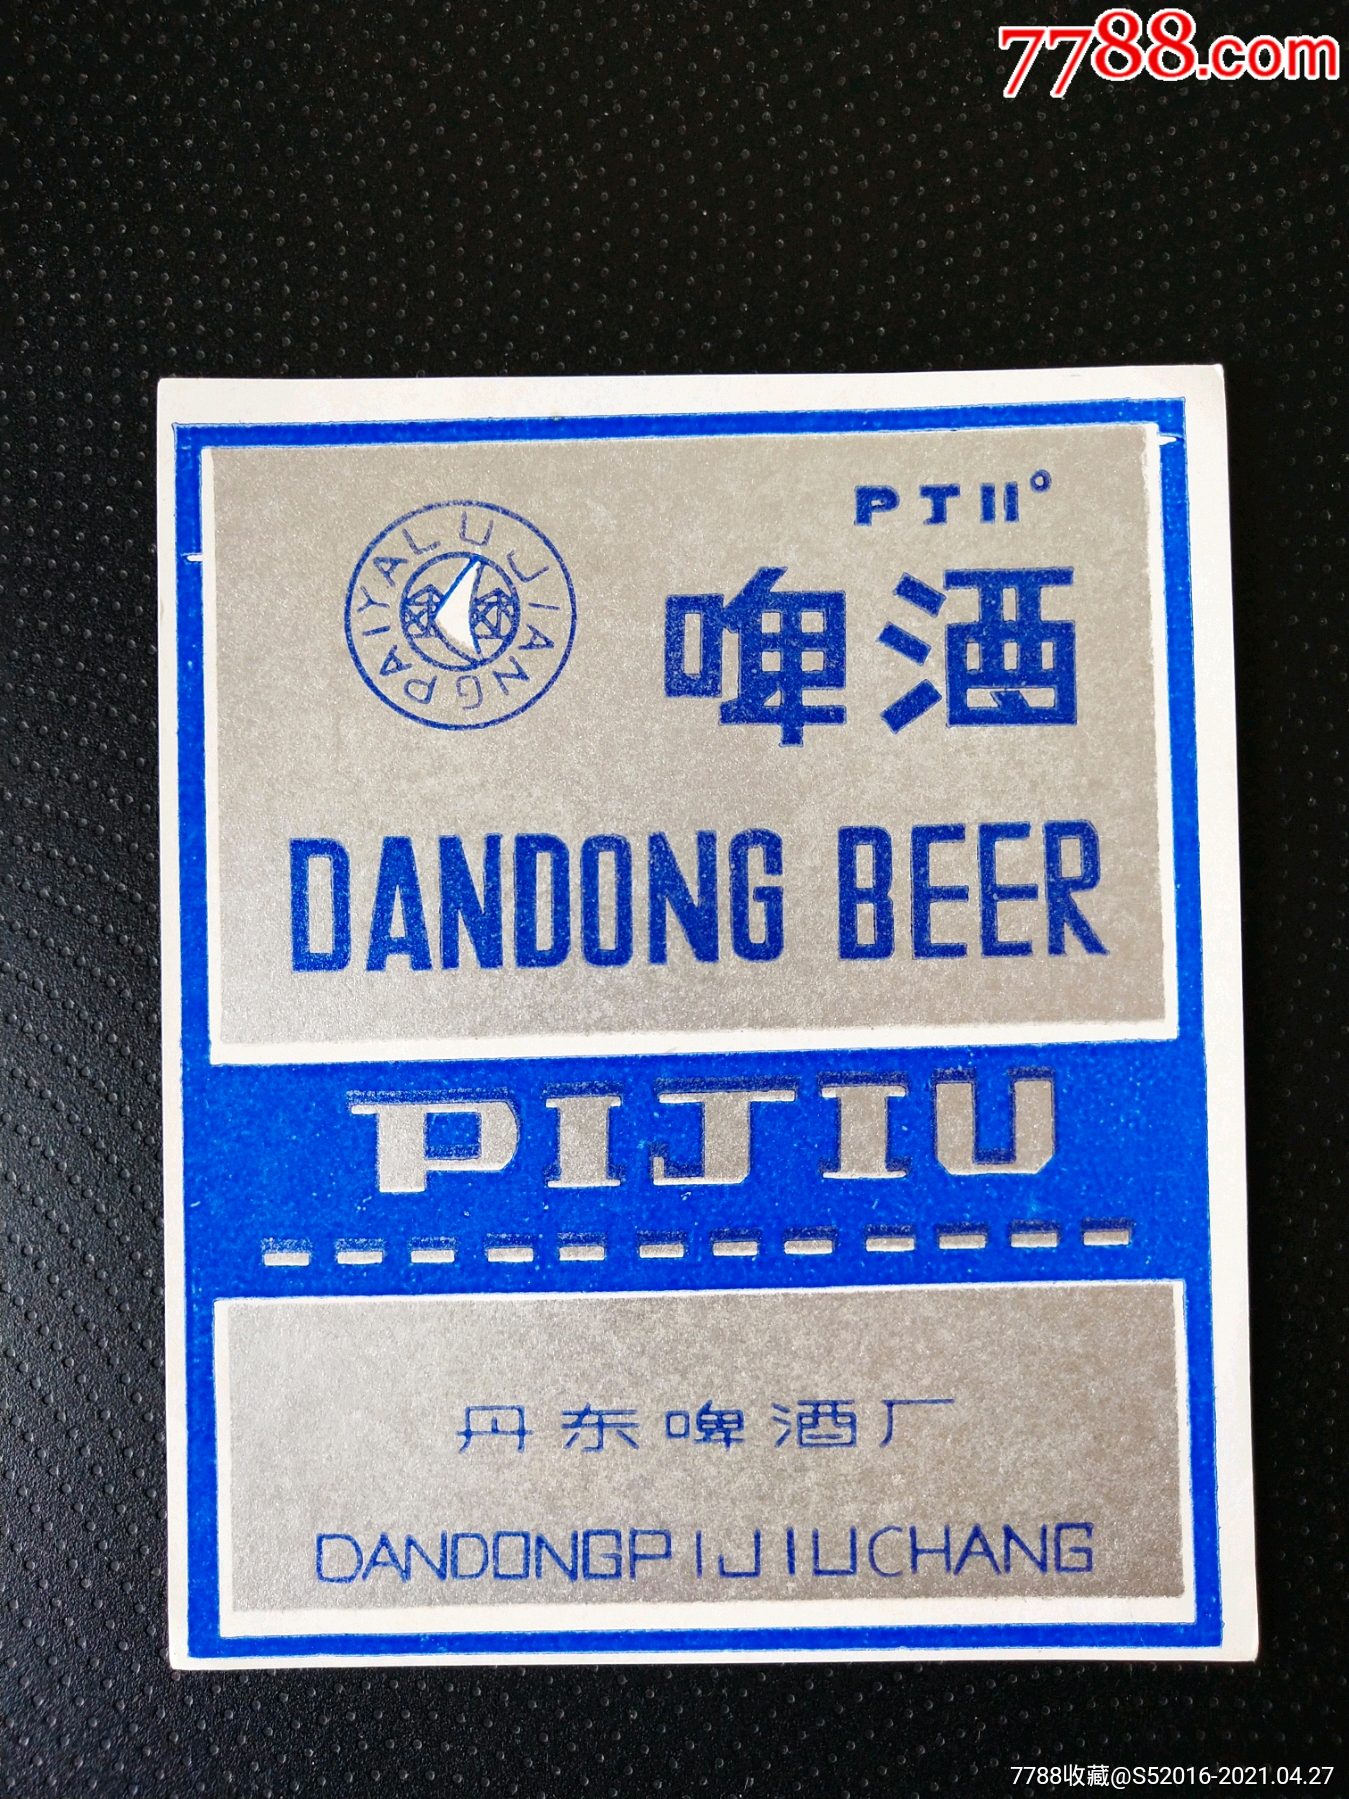 7788.com
PJ11°
YALUJIANGPAI
啤酒
DANDONG BEER
PIJIU
丹东啤酒厂
DANDONGPIJIUCHANG
7788收藏@S52016-2021.04.27